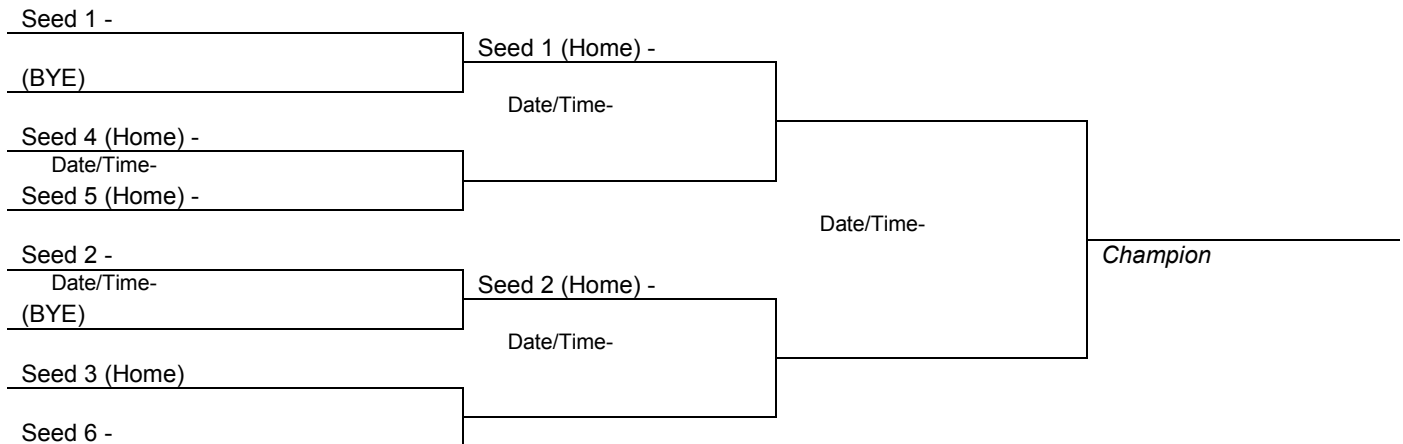 Seed 1 -
Seed 1 (Home) -
(BYE)
Date/Time-
Seed 4 (Home) -
Date/Time-
Seed 5 (Home) -
Date/Time-
Seed 2 -
Champion
Date/Time-
Seed 2 (Home) -
(BYE)
Date/Time-
Seed 3 (Home)
Seed 6 -